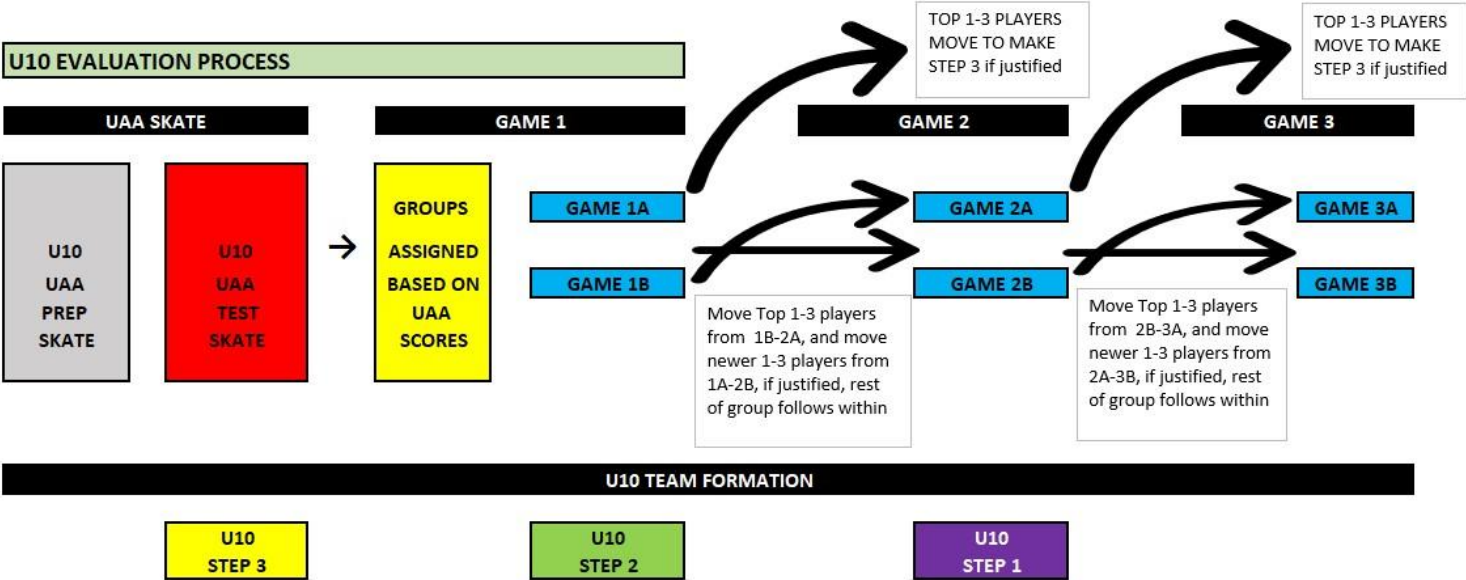 TOP 1-3 PLAYERS
MOVE TO MAKE
STEP 3 if justified
TOP 1-3 PLAYERS
MOVE TO MAKE
STEP 3 if justified
U10 EVALUATION PROCESS
UAA SKATE
GAME 1
GAME 2
GAME 3
U10
UAA
PREP
SKATE
U10
UAA
TEST
SKATE
GROUPS
ASSIGNED
BASED ON
UAA
SCORES
GAME 1A
GAME 1B
GAME 2A
GAME 2B
GAME 3A
GAME 3B
Move Top 1-3 players
from 1B-2A, and move
newer 1-3 players from
1A-2B, if justified, rest
of group follows within
Move Top 1-3 players
from 2B-3A, and move
newer 1-3 players from
2A-3B, if justified, rest
of group follows within
U10 TEAM FORMATION
U10
STEP 3
U10
STEP 2
U10
STEP 1